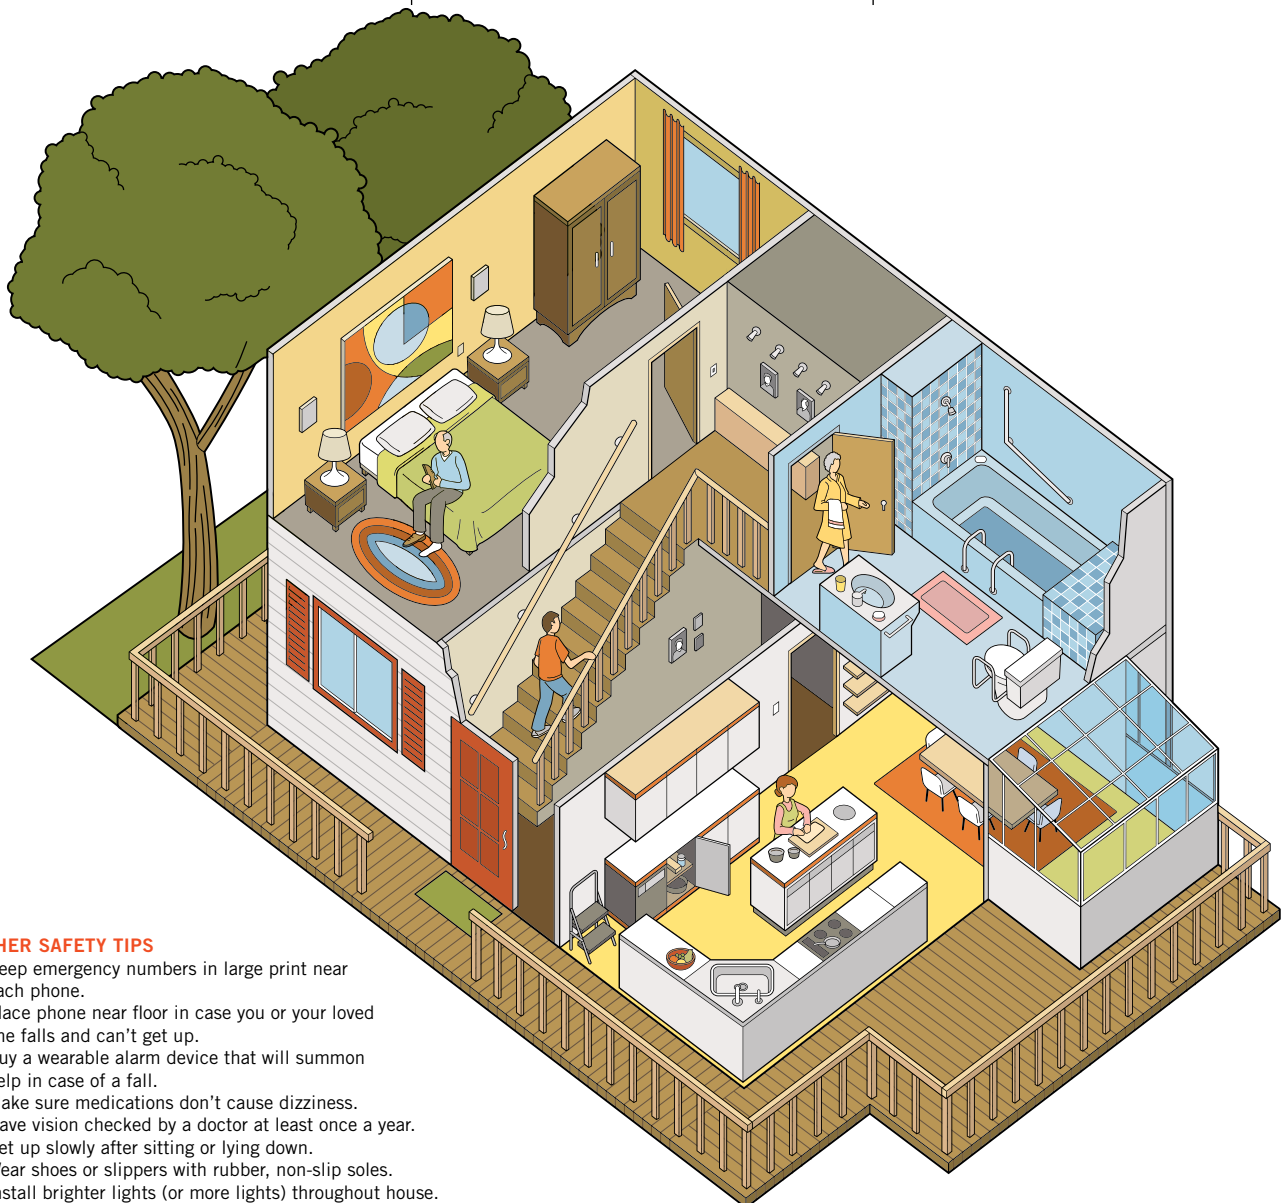 HER SAFETY TIPS
eep emergency numbers in large print near
ach phone.
lace phone near floor in case you or your loved
ne falls and can’t get up.
uy a wearable alarm device that will summon
elp in case of a fall.
ake sure medications don’t cause dizziness.
ave vision checked by a doctor at least once a year.
et up slowly after sitting or lying down.
ear shoes or slippers with rubber, non-slip soles.
nstall brighter lights (or more lights) throughout house.